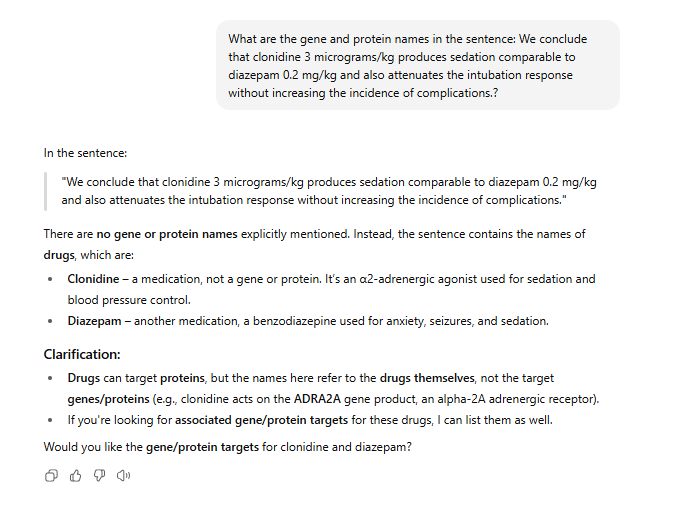 What are the gene and protein names in the sentence: We conclude
that clonidine 3 micrograms/kg produces sedation comparable to
diazepam 0.2 mg/kg and also attenuates the intubation response
without increasing the incidence of complications.?
In the sentence:
"We conclude that clonidine 3 micrograms/kg produces sedation comparable to diazepam 0.2 mg/kg
and also attenuates the intubation response without increasing the incidence of complications."
There are no gene or protein names explicitly mentioned. Instead, the sentence contains the names of
drugs, which are:
• Clonidine – a medication, not a gene or protein. It's an α2-adrenergic agonist used for sedation and
blood pressure control.
• Diazepam – another medication, a benzodiazepine used for anxiety, seizures, and sedation.
Clarification:
• Drugs can target proteins, but the names here refer to the drugs themselves, not the target
genes/proteins (e.g., clonidine acts on the ADRA2A gene product, an alpha-2A adrenergic receptor).
• If you're looking for associated gene/protein targets for these drugs, I can list them as well.
Would you like the gene/protein targets for clonidine and diazepam?